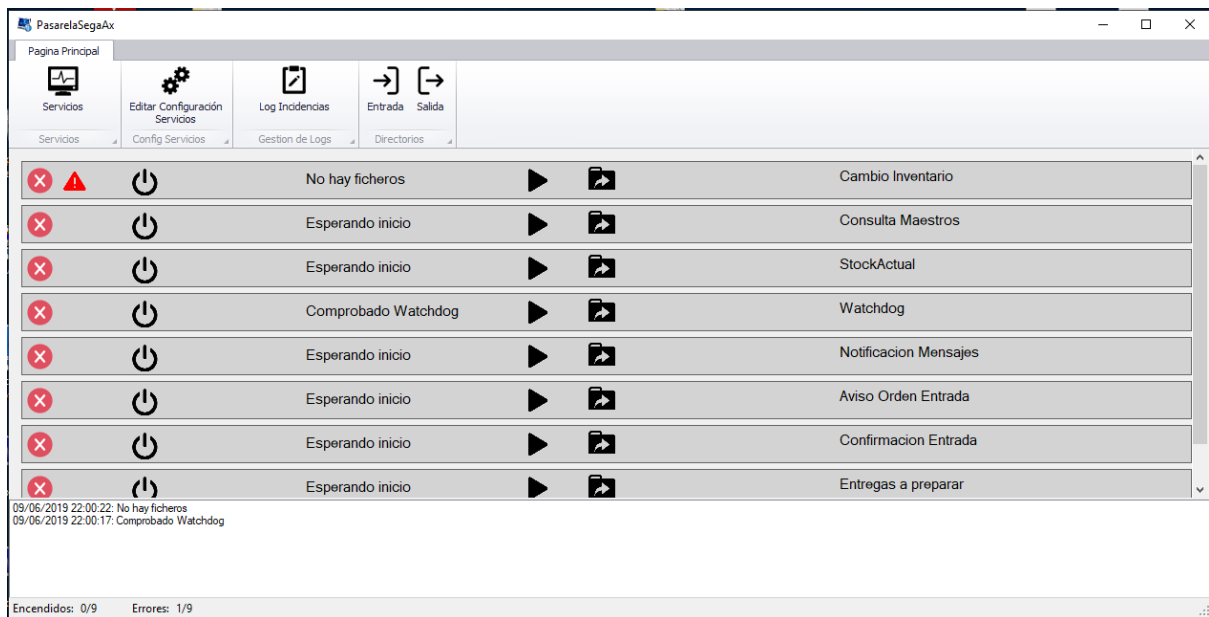 PasarelaSegaAx
Pagina Principal
Servicios
Editar Configuración
Servicios
Log Incidencias
Entrada Salida
Servicios
Config Servicios
Gestion de Logs
Directorios
No hay ficheros Cambio Inventario
Esperando inicio Consulta Maestros
Esperando inicio StockActual
Comprobado Watchdog Watchdog
Esperando inicio Notificacion Mensajes
Esperando inicio Aviso Orden Entrada
Esperando inicio Confirmacion Entrada
Esperando inicio Entregas a preparar
09/06/2019 22:00:22: No hay ficheros
09/06/2019 22:00:17: Comprobado Watchdog
Encendidos: 0/9 Errores: 1/9